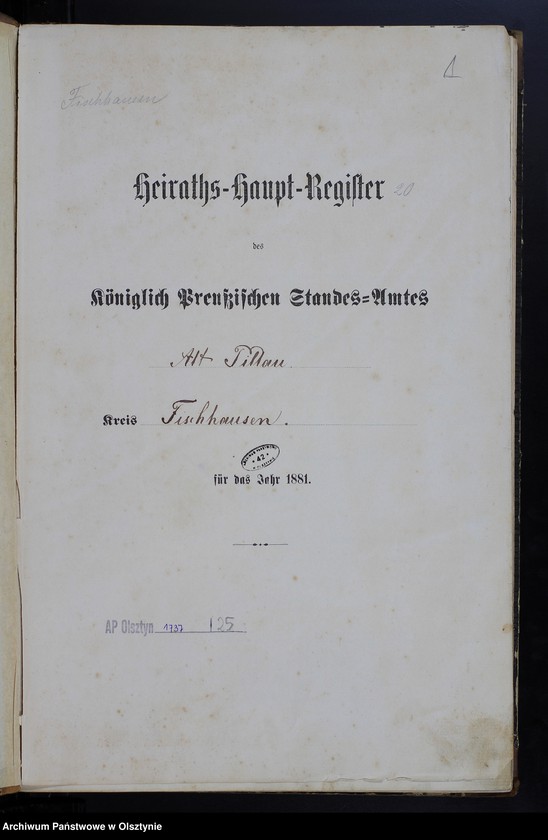 1
Fischhausen
Heiraths-Haupt-Register 20
des
Königlich Preußischen Standes-Amtes
Alt Pillau
Kreis Fischhausen.
42
für das Jahr 1881.
AP Olsztyn 1737 125
Archiwum Państwowe w Olsztynie